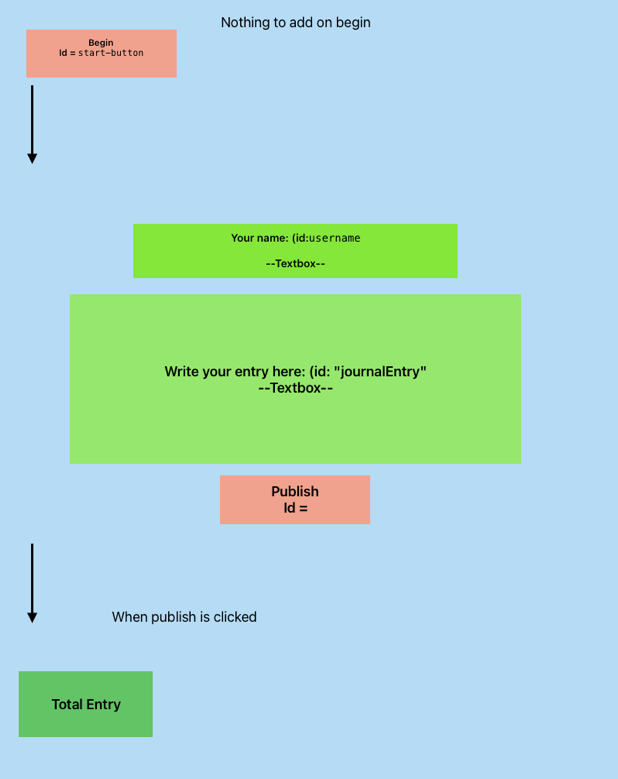 Nothing to add on begin
Begin
Id = start-button
Your name: (id:username
--Textbox--
Write your entry here: (id: "journalEntry"
--Textbox--
Publish
Id =
When publish is clicked
Total Entry